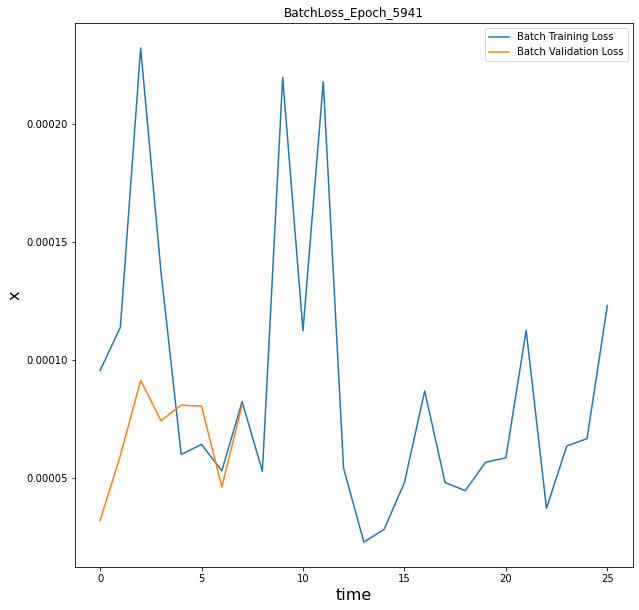 BatchLoss_Epoch_5941
Batch Training Loss
Batch Validation Loss
0.00020
0.00015
0.00010
0.00005
x
0 5 10 15 20 25
time